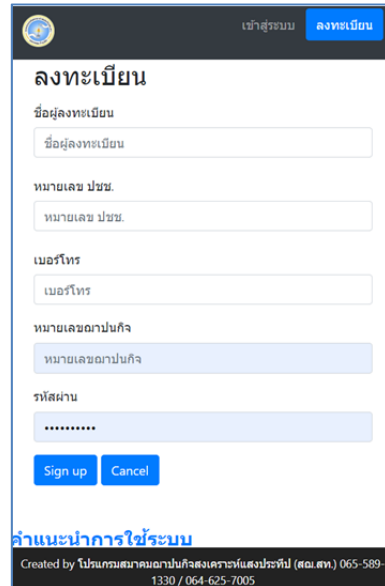 เข้าสู่ระบบ ลงทะเบียน
ลงทะเบียน
ชื่อผู้ลงทะเบียน
ชื่อผู้ลงทะเบียน
หมายเลข ปชช.
หมายเลข ปชช.
เบอร์โทร
เบอร์โทร
หมายเลขฌาปนกิจ
หมายเลขฌาปนกิจ
รหัสผ่าน
••••••••••
Sign up Cancel
คำแนะนำการใช้ระบบ
Created by โปรแกรมสมาคมฌาปนกิจสงเคราะห์แสงประทีป (สฌ.สท.) 065-589-
1330 / 064-625-7005